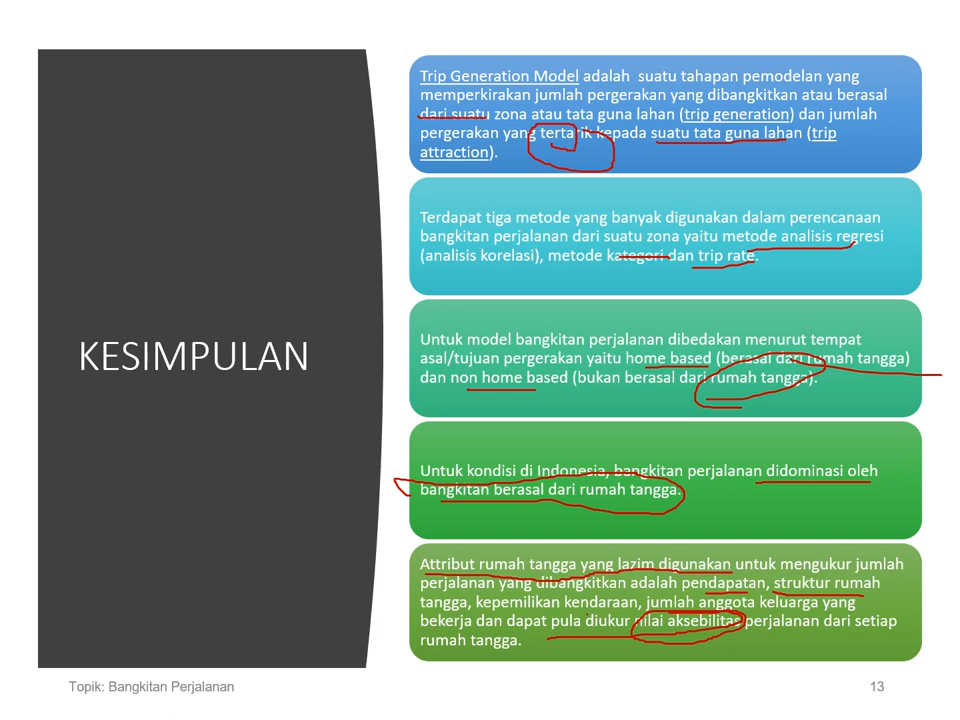 KESIMPULAN
Trip Generation Model adalah suatu tahapan pemodelan yang
memperkirakan jumlah pergerakan yang dibangkitkan atau berasal
dari suatu zona atau tata guna lahan (trip generation) dan jumlah
pergerakan yang tertarik kepada suatu tata guna lahan (trip
attraction).
Terdapat tiga metode yang banyak digunakan dalam perencanaan
bangkitan perjalanan dari suatu zona yaitu metode analisis regresi
(analisis korelasi), metode kategori dan trip rate.
Untuk model bangkitan perjalanan dibedakan menurut tempat
asal/tujuan pergerakan yaitu home based (berasal dari rumah tangga)
dan non home based (bukan berasal dari rumah tangga).
Untuk kondisi di Indonesia, bangkitan perjalanan didominasi oleh
bangkitan berasal dari rumah tangga.
Attribut rumah tangga yang lazim digunakan untuk mengukur jumlah
perjalanan yang dibangkitkan adalah pendapatan, struktur rumah
tangga, kepemilikan kendaraan, jumlah anggota keluarga yang
bekerja dan dapat pula diukur nilai aksebilitas perjalanan dari setiap
rumah tangga.
Topik: Bangkitan Perjalanan
13